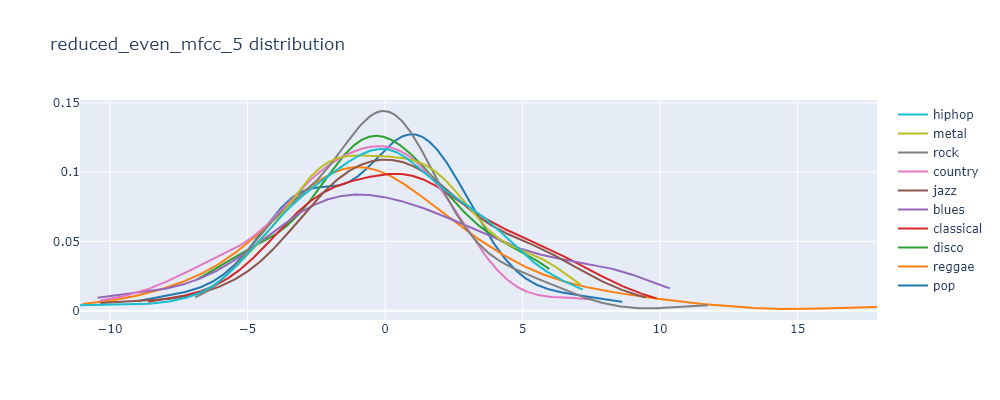 reduced_even_mfcc_5 distribution
0.15
0.1
0.05
0
−10
−5
0
5
10
15
hiphop
metal
rock
country
jazz
blues
classical
disco
reggae
pop